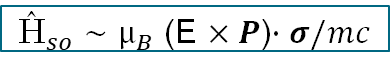 Ĥ_so ~ μ_B (E × P)· σ/mc